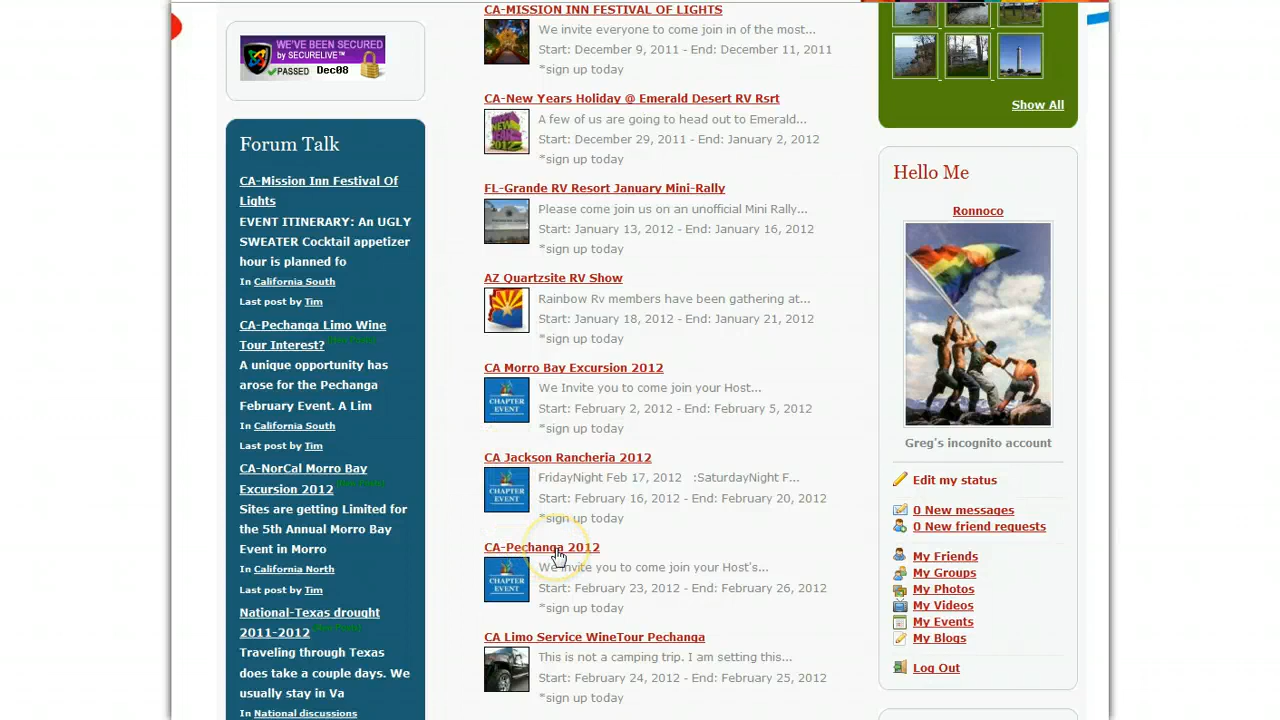 WE'VE BEEN SECURED
by SECURELIVE™
PASSED Dec08
Forum Talk
CA-Mission Inn Festival Of
Lights
EVENT ITINERARY: An UGLY
SWEATER Cocktail appetizer
hour is planned fo
In California South
Last post by Tim
CA-Pechanga Limo Wine
Tour Interest?
A unique opportunity has
arose for the Pechanga
February Event. A Lim
In California South
Last post by Tim
CA-NorCal Morro Bay
Excursion 2012
Sites are getting Limited for
the 5th Annual Morro Bay
Event in Morro
In California North
Last post by Tim
National-Texas drought
2011-2012
Traveling through Texas
does take a couple days. We
usually stay in Va
In National discussions
CA-MISSION INN FESTIVAL OF LIGHTS
We invite everyone to come join in of the most...
Start: December 9, 2011 - End: December 11, 2011
*sign up today
CA-New Years Holiday @ Emerald Desert RV Rsrt
A few of us are going to head out to Emerald...
Start: December 29, 2011 - End: January 2, 2012
*sign up today
FL-Grande RV Resort January Mini-Rally
Please come join us on an unofficial Mini Rally...
Start: January 13, 2012 - End: January 16, 2012
*sign up today
AZ Quartzsite RV Show
Rainbow Rv members have been gathering at...
Start: January 18, 2012 - End: January 21, 2012
*sign up today
CA Morro Bay Excursion 2012
CHAPTER
EVENT
We Invite you to come join your Host...
Start: February 2, 2012 - End: February 5, 2012
*sign up today
CA Jackson Rancheria 2012
CHAPTER
EVENT
FridayNight Feb 17, 2012 :SaturdayNight F...
Start: February 16, 2012 - End: February 20, 2012
*sign up today
CA-Pechanga 2012
CHAPTER
EVENT
We invite you to come join your Host's...
Start: February 23, 2012 - End: February 26, 2012
*sign up today
CA Limo Service WineTour Pechanga
This is not a camping trip. I am setting this...
Start: February 24, 2012 - End: February 25, 2012
*sign up today
Show All
Hello Me
Ronnoco
Greg's incognito account
Edit my status
0 New messages
0 New friend requests
My Friends
My Groups
My Photos
My Videos
My Events
My Blogs
Log Out